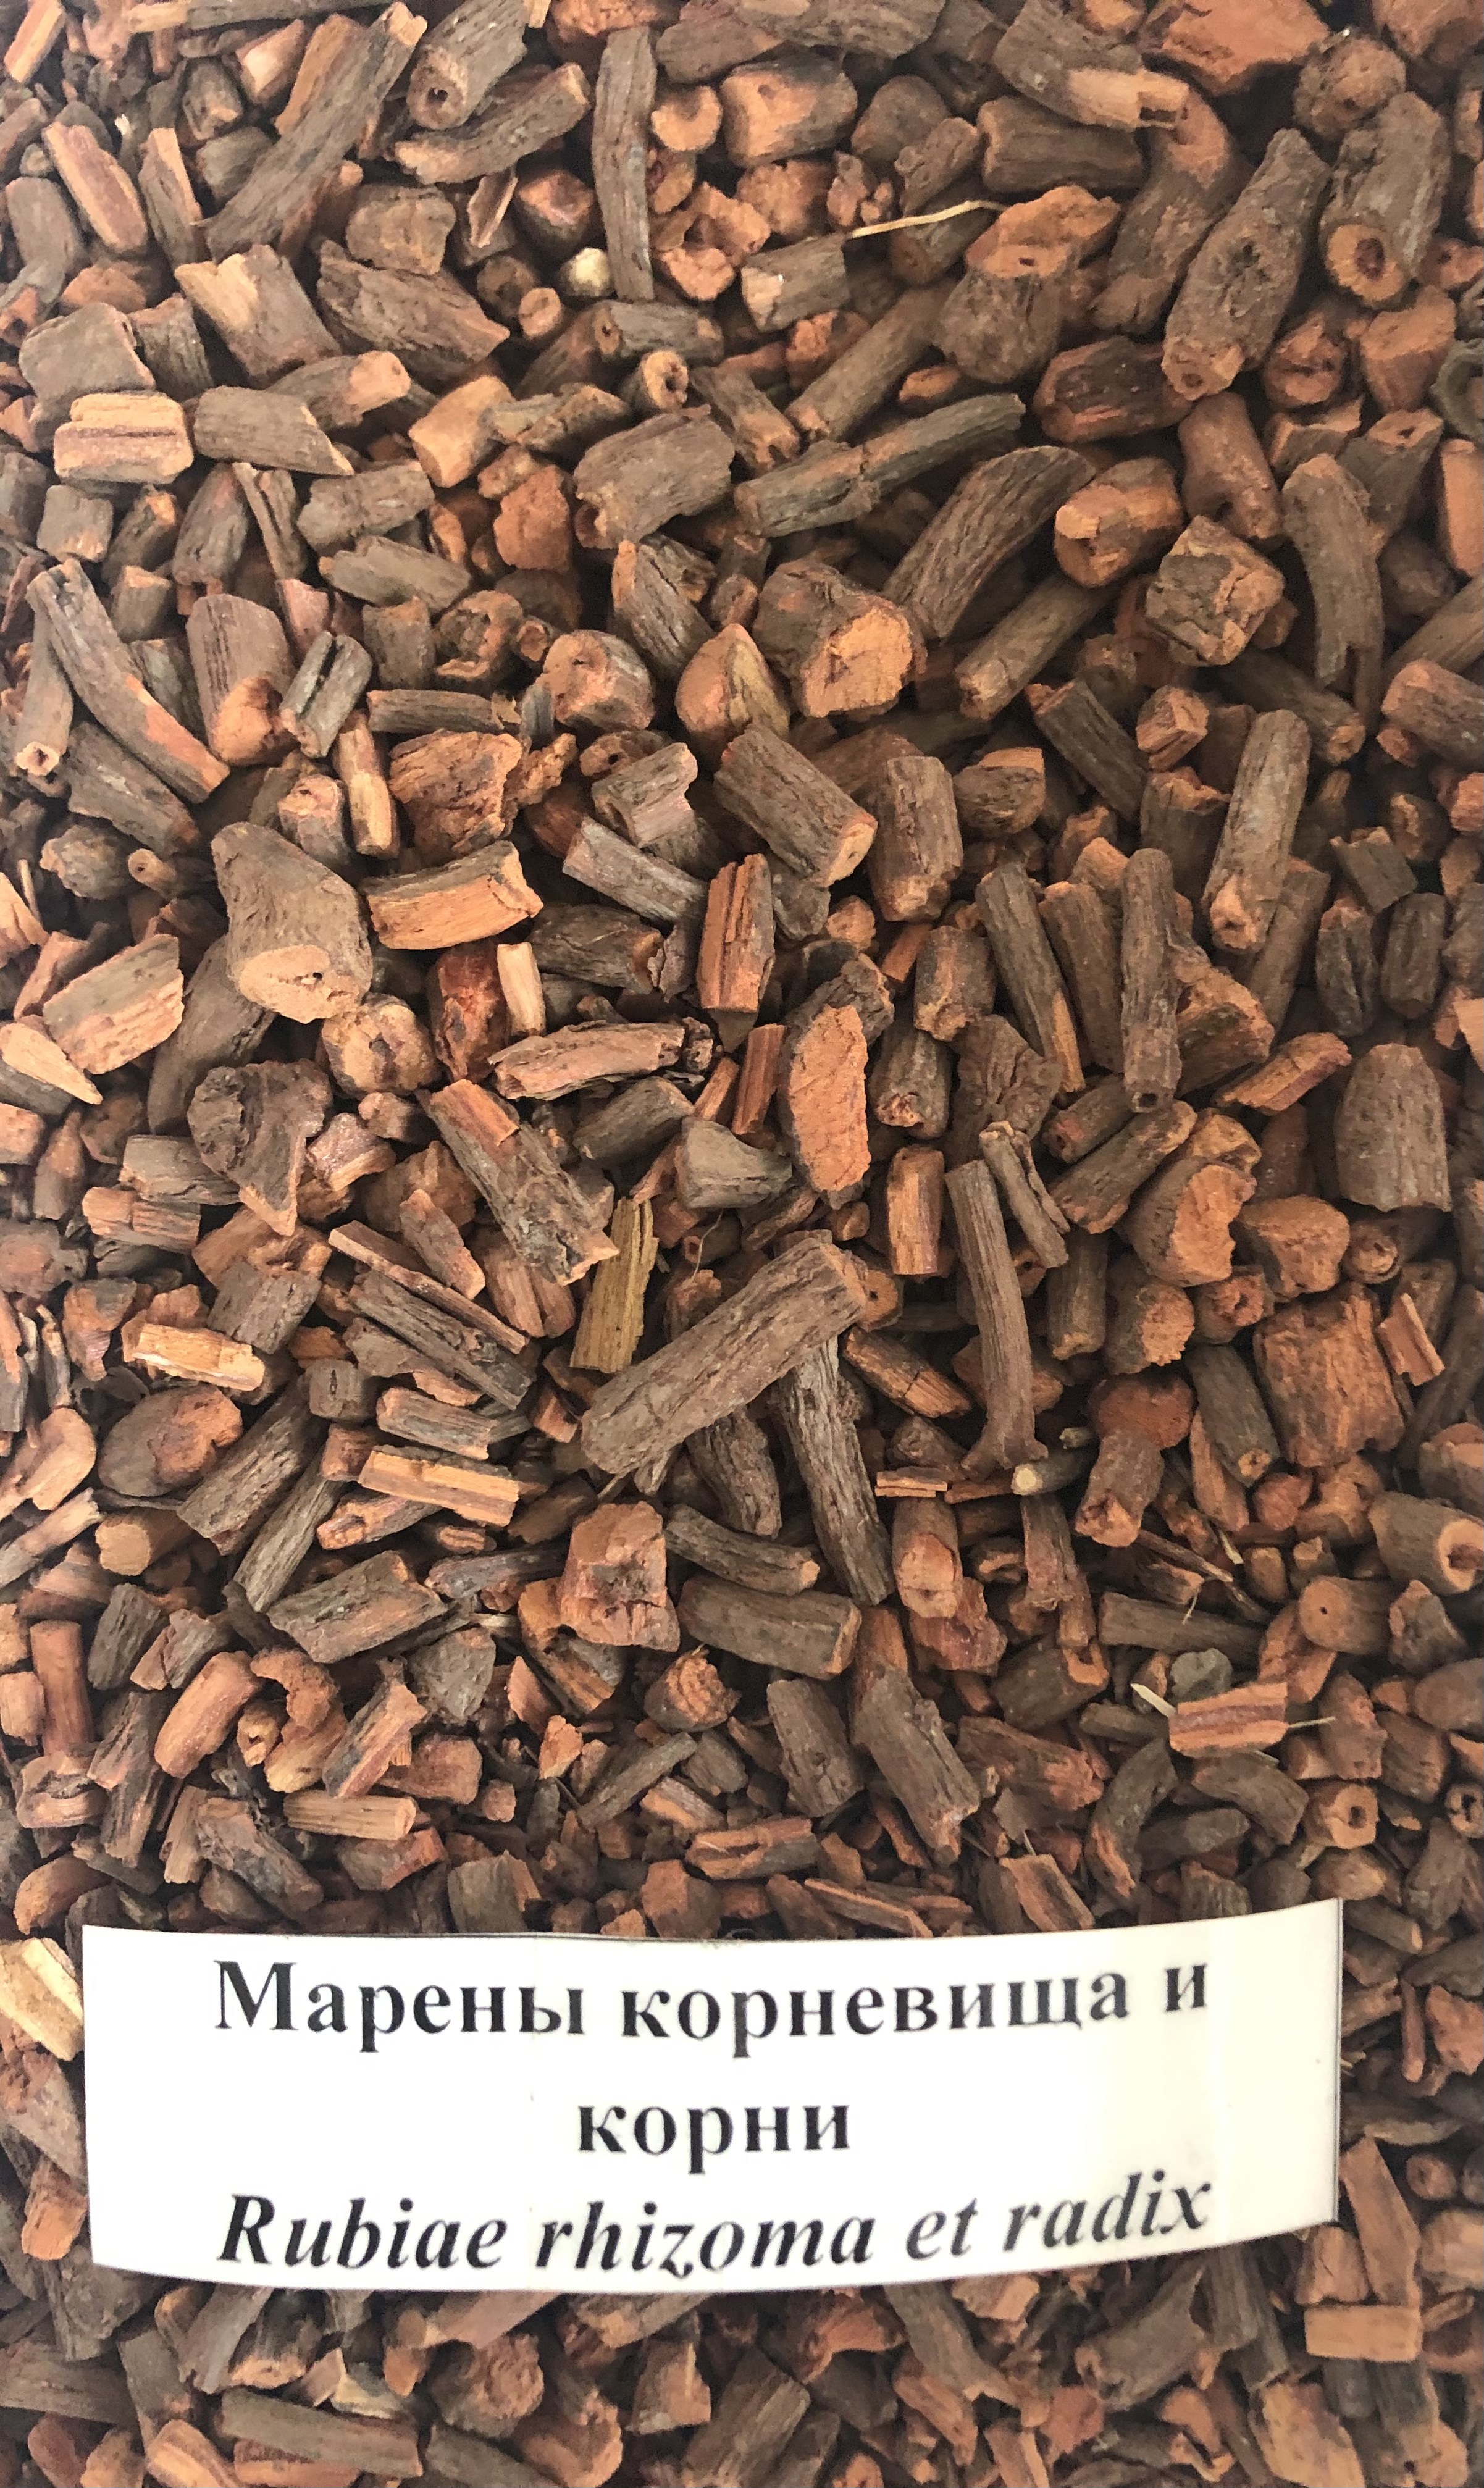 Марены корневища и
корни
Rubiae rhizoma et radix